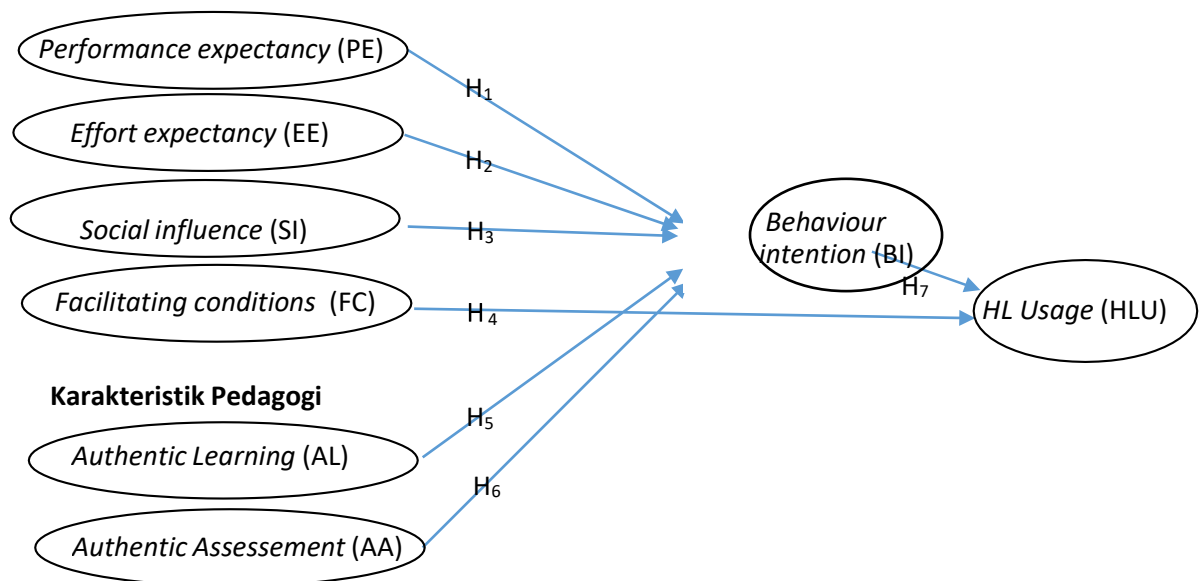 Performance expectancy (PE)
H1
Effort expectancy (EE)
H2
Social influence (SI)
H3
Behaviour
intention (BI)
H7
Facilitating conditions (FC)
H4
HL Usage (HLU)
Karakteristik Pedagogi
H5
Authentic Learning (AL)
H6
Authentic Assessement (AA)